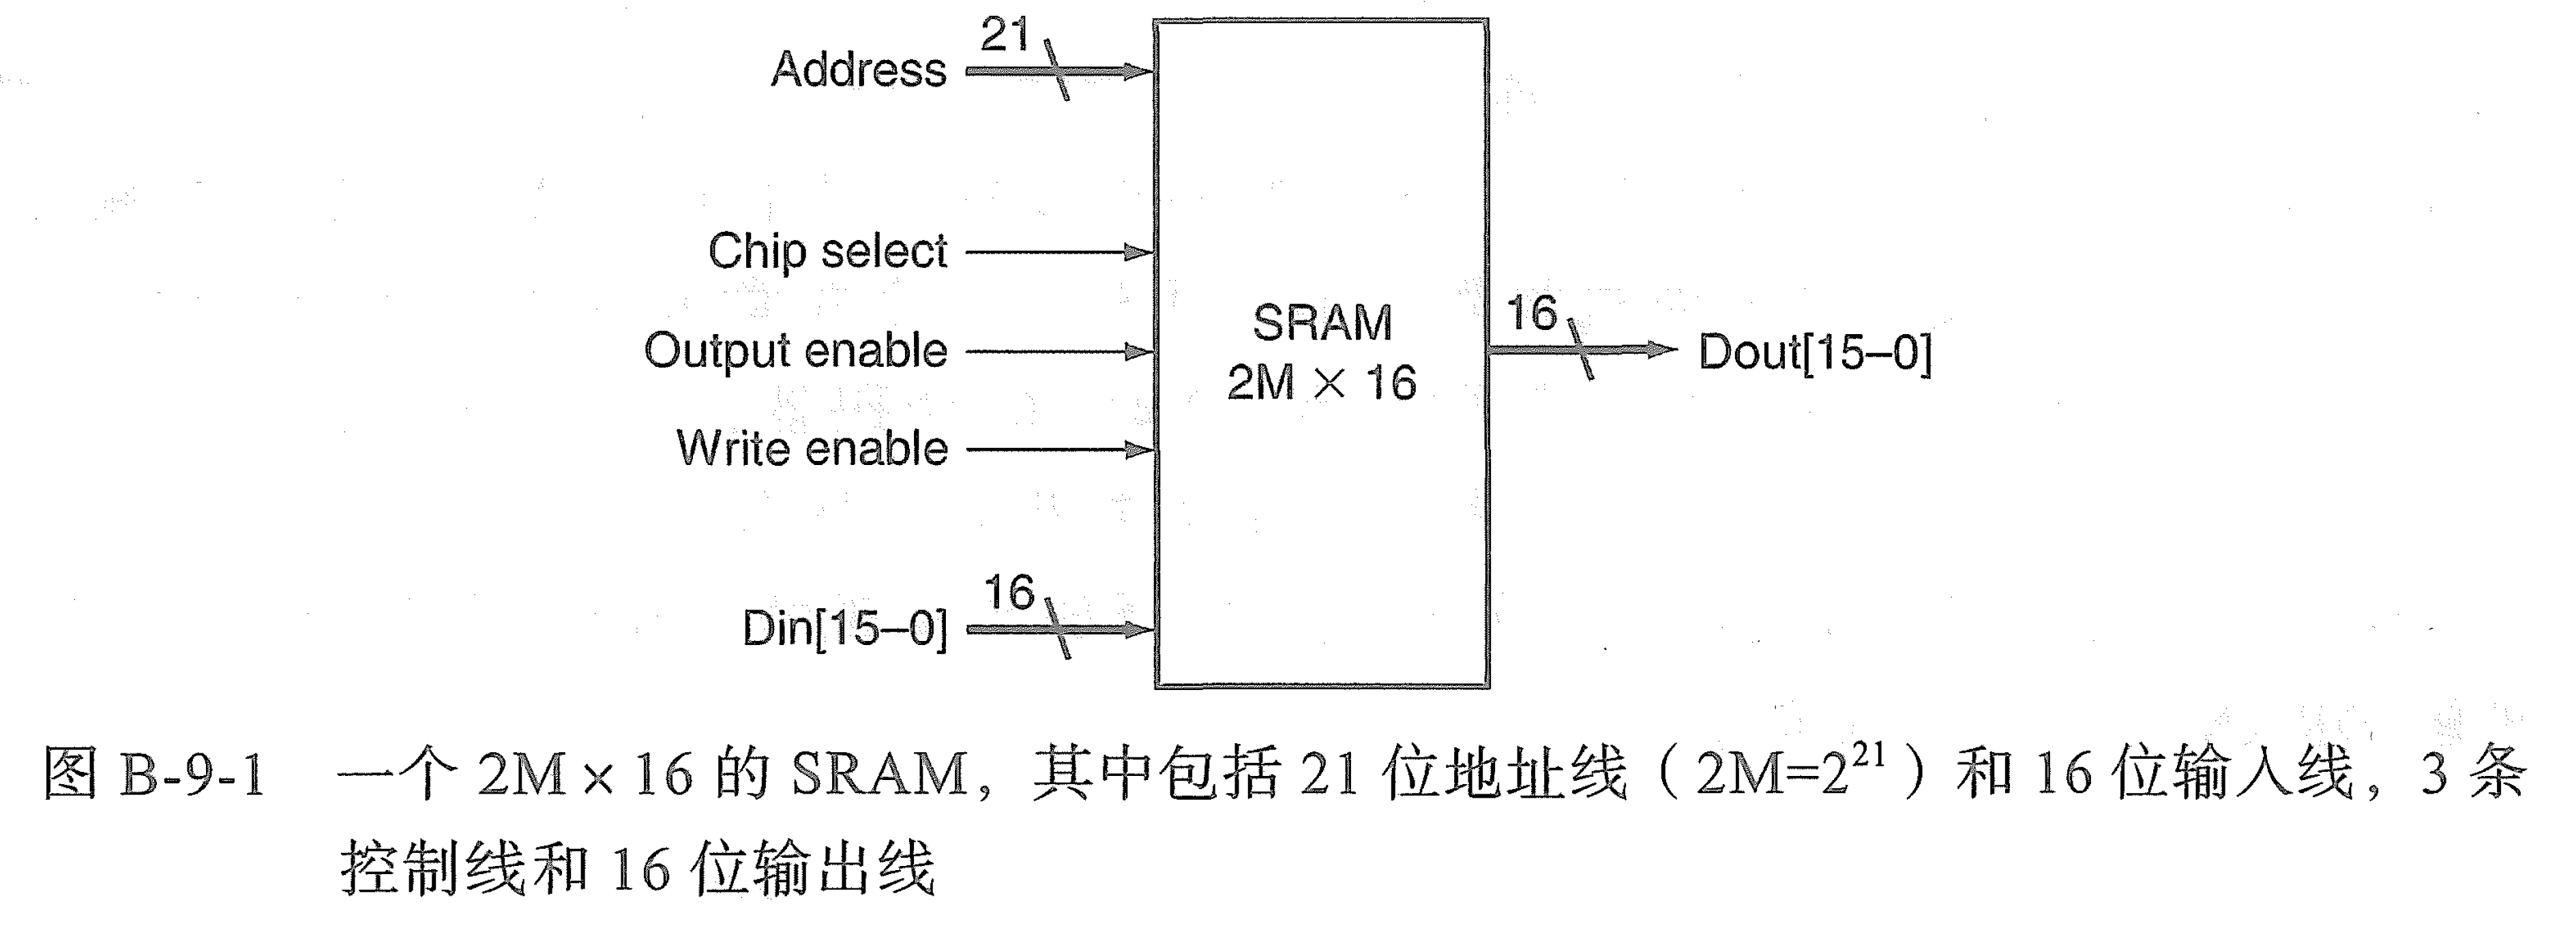 21
Address
Chip select
Output enable
Write enable
16
Din[15–0]
SRAM
2M × 16
16
Dout[15–0]
图 B-9-1 一个 2M × 16 的 SRAM，其中包括 21 位地址线（2M=2²¹）和 16 位输入线，3 条
控制线和 16 位输出线